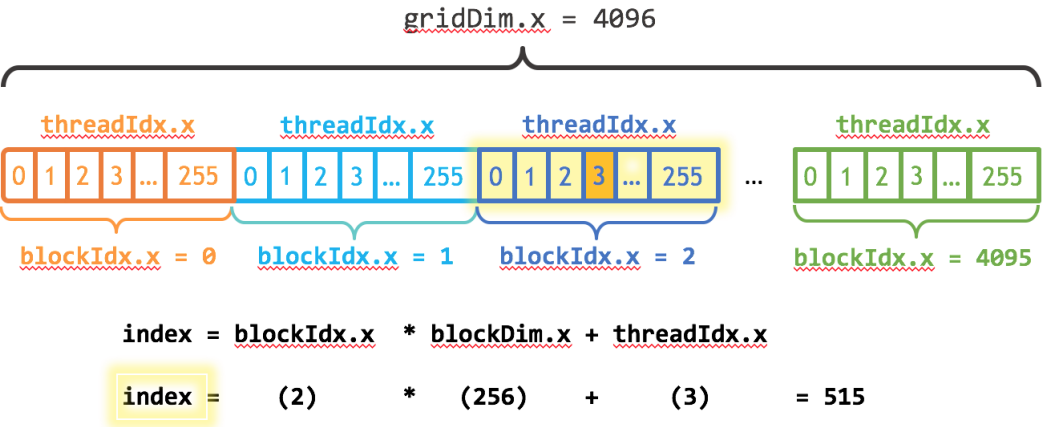 gridDim.x = 4096
threadIdx.x threadIdx.x threadIdx.x threadIdx.x
0 1 2 3 ... 255 0 1 2 3 ... 255 0 1 2 3 ... 255 ... 0 1 2 3 ... 255
blockIdx.x = 0 blockIdx.x = 1 blockIdx.x = 2 blockIdx.x = 4095
index = blockIdx.x * blockDim.x + threadIdx.x
index = (2) * (256) + (3) = 515